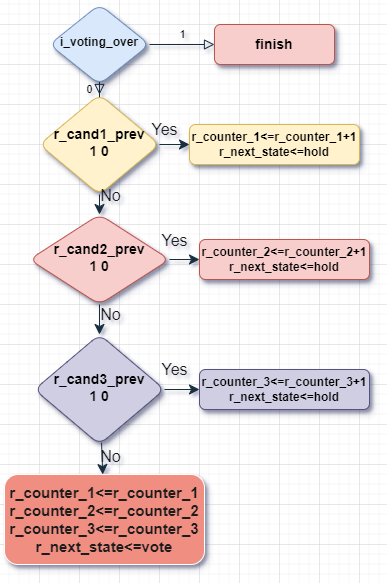 i_voting_over
1
finish
0
r_cand1_prev
1 0
Yes
r_counter_1<=r_counter_1+1
r_next_state<=hold
No
r_cand2_prev
1 0
Yes
r_counter_2<=r_counter_2+1
r_next_state<=hold
No
r_cand3_prev
1 0
Yes
r_counter_3<=r_counter_3+1
r_next_state<=hold
No
r_counter_1<=r_counter_1
r_counter_2<=r_counter_2
r_counter_3<=r_counter_3
r_next_state<=vote